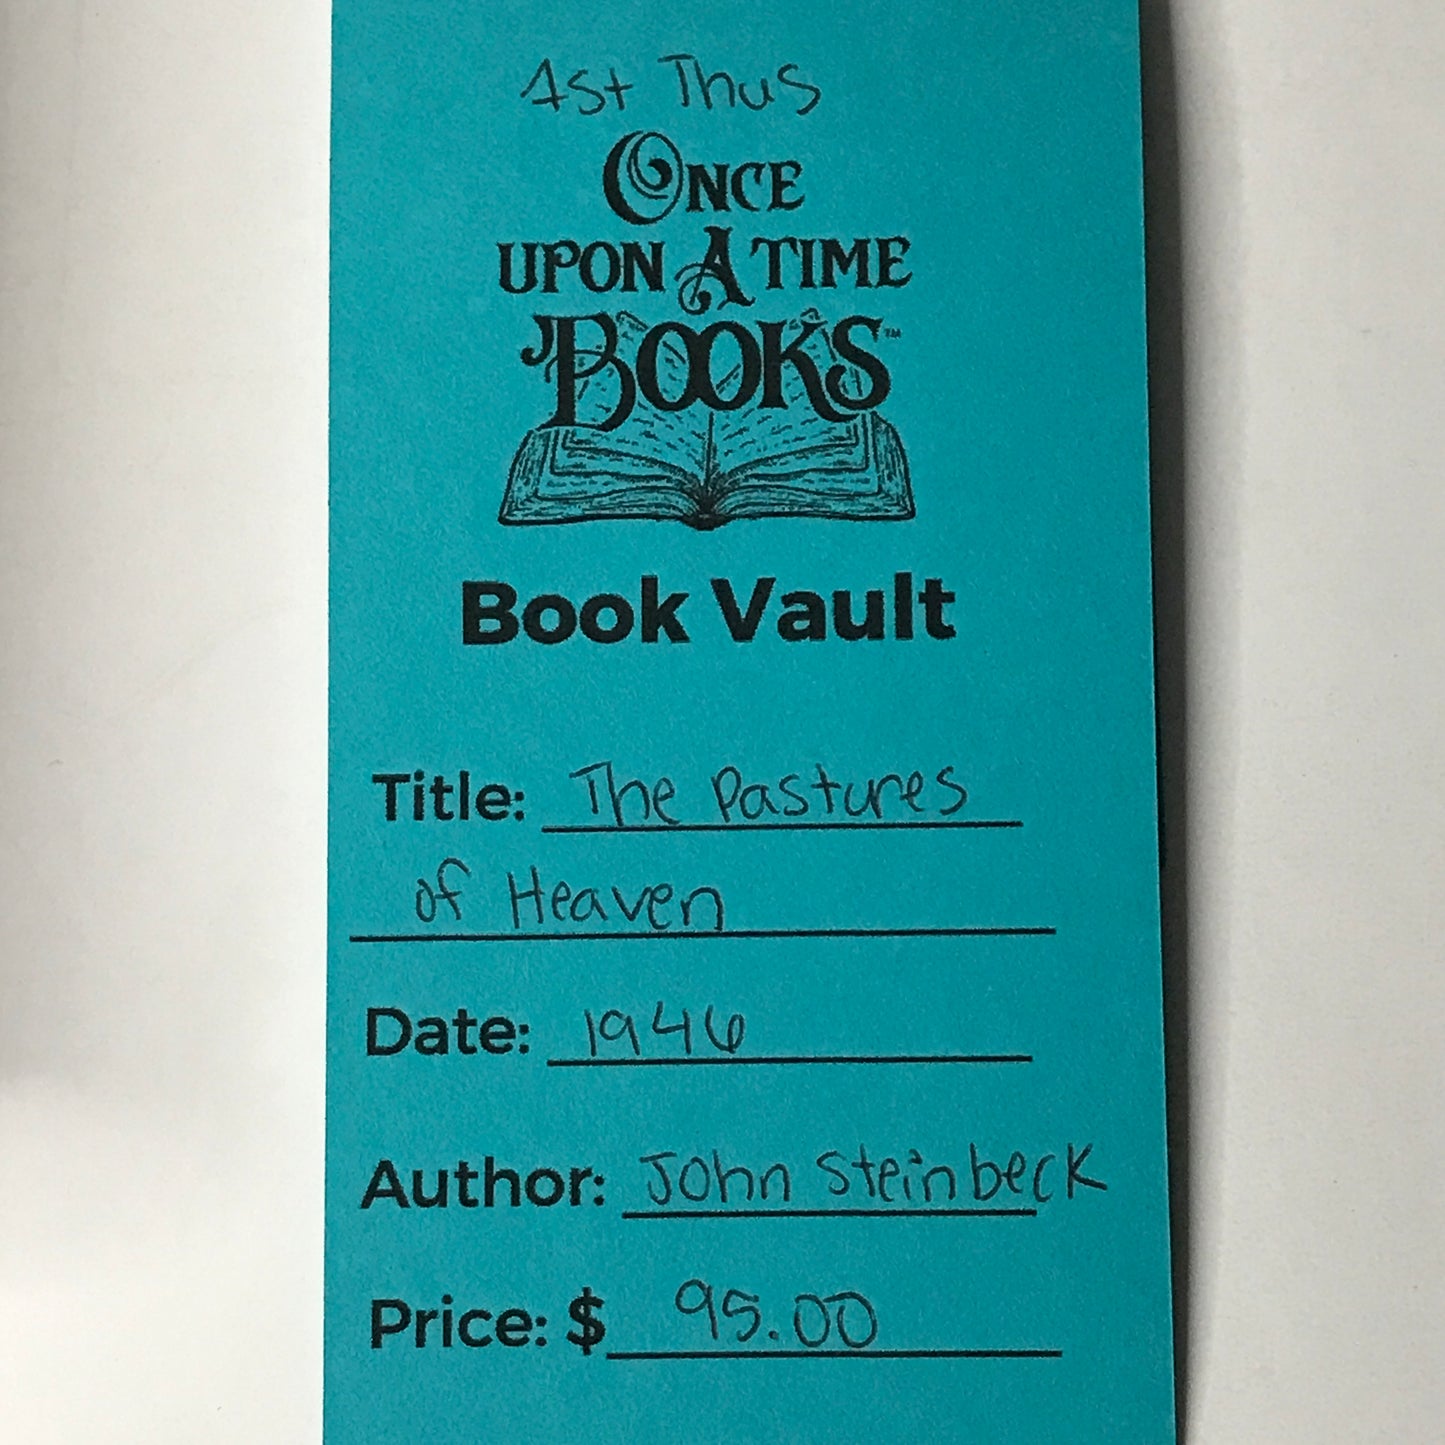 1st Thus
ONCE
UPON A TIME
BOOKS™
Book Vault
Title: The Pastures
of Heaven
Date: 1946
Author: John Steinbeck
Price: $ 95.00